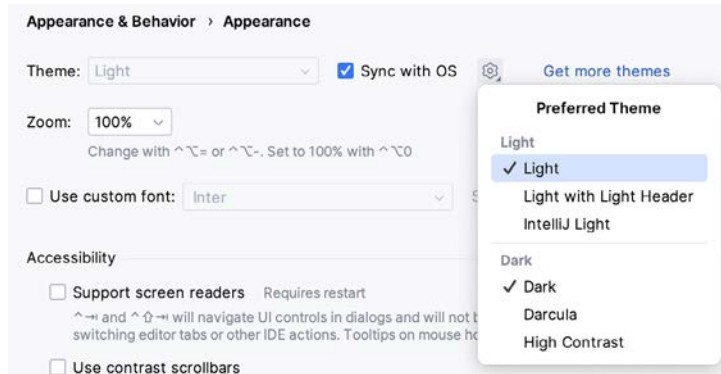 Appearance & Behavior › Appearance
Theme: Light Sync with OS Get more themes
Zoom: 100%
Change with ^⌥= or ^⌥-. Set to 100% with ^⌥0
Use custom font: Inter
Accessibility
Support screen readers Requires restart
^⇥ and ^⇧⇥ will navigate UI controls in dialogs and will not
switching editor tabs or other IDE actions. Tooltips on mouse
Use contrast scrollbars
Preferred Theme
Light
✓ Light
Light with Light Header
IntelliJ Light
Dark
✓ Dark
Darcula
High Contrast